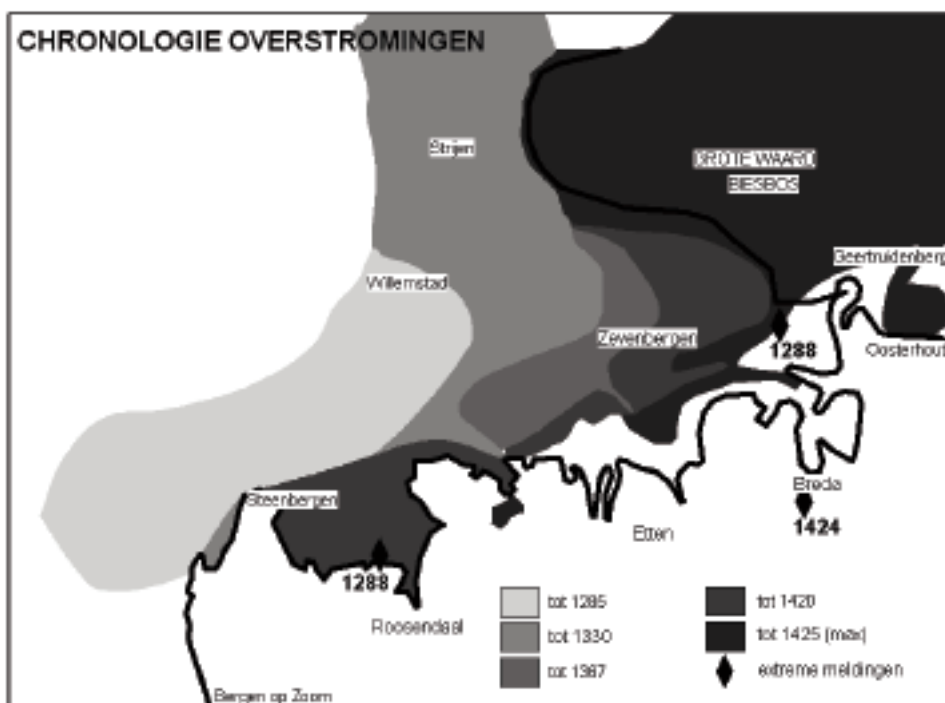 CHRONOLOGIE OVERSTROMINGEN
Strijen
GROTE WAARD
BIESBOS
Geertruidenberg
Willemstad
Zevenbergen
1288
Oosterhout
Steenbergen
Breda
1424
Etten
1288
Roosendaal
Bergen op Zoom
tot 1285
tot 1330
tot 1367
tot 1420
tot 1425 (max)
extreme meldingen